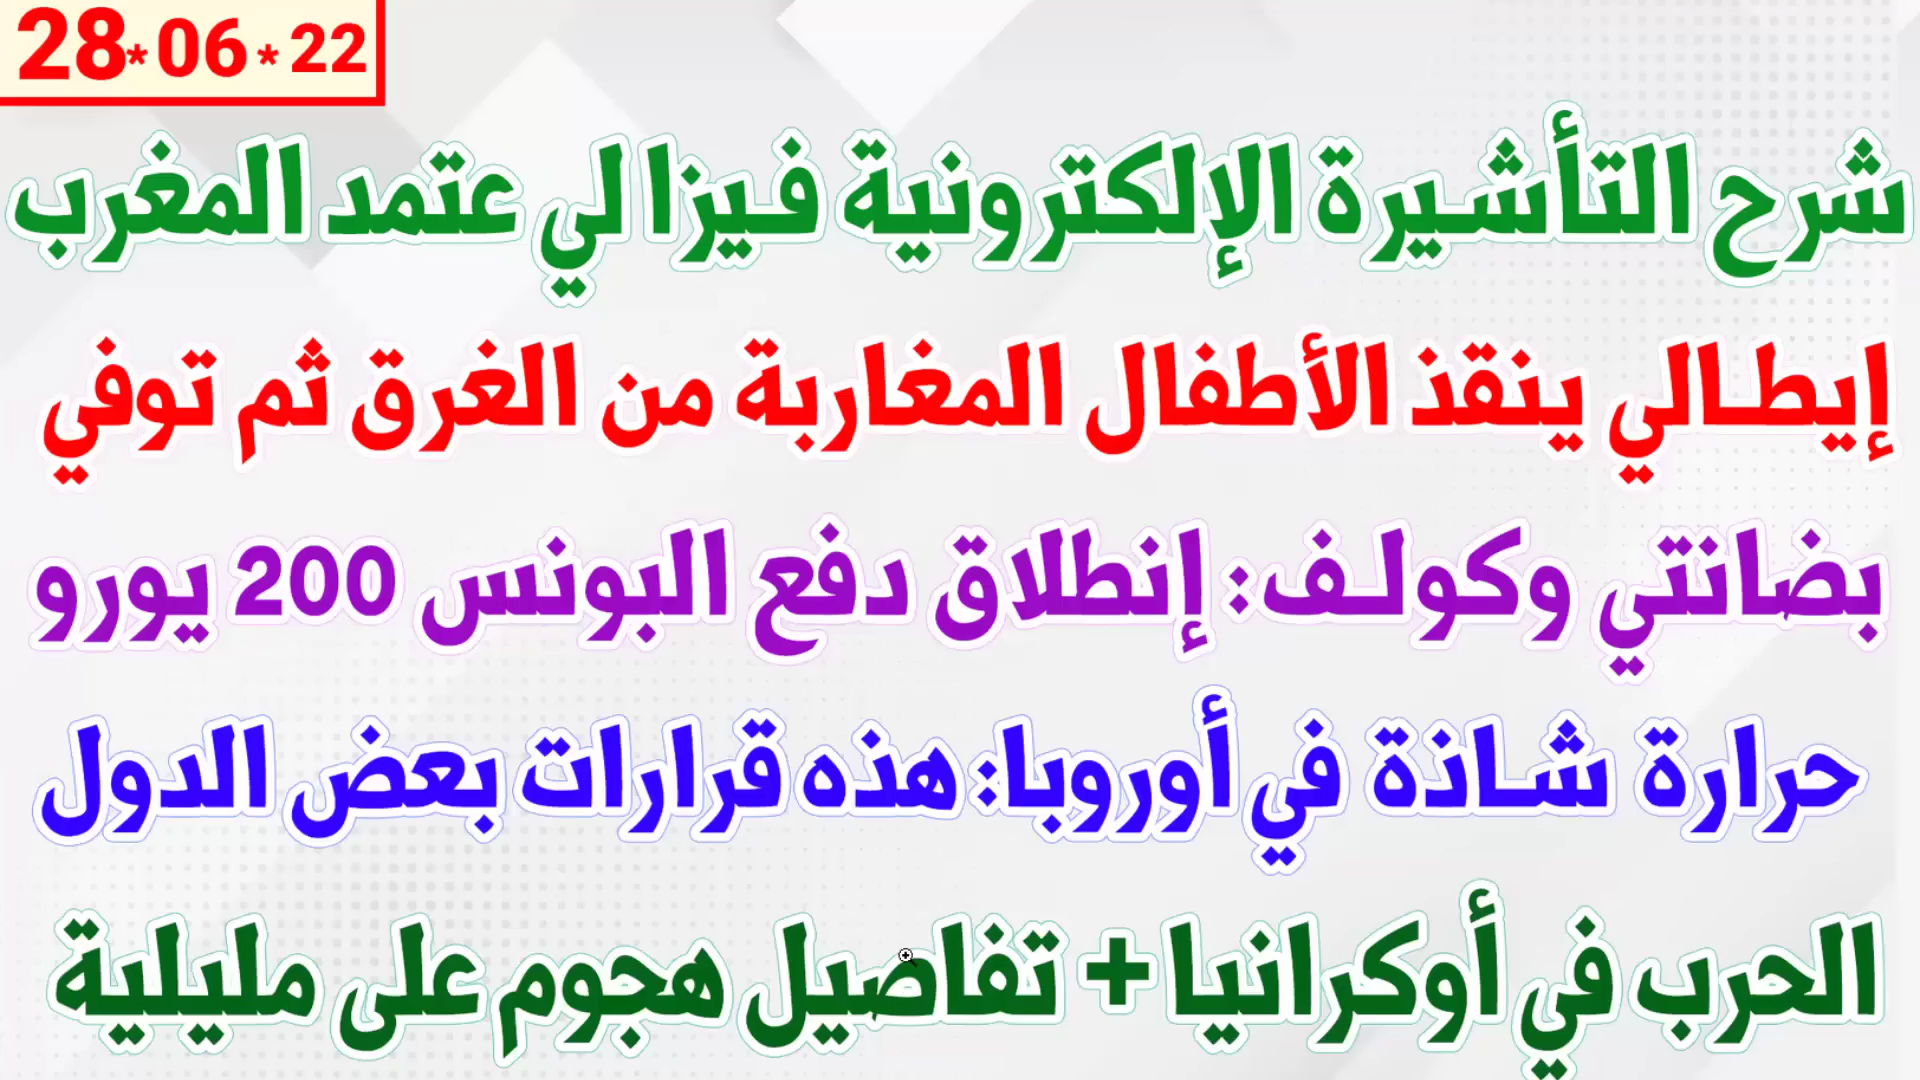 28*06*22
شرح التأشيرة الإلكترونية فيزا لي عتمد المغرب
إيطالي ينقذ الأطفال المغاربة من الغرق ثم توفي
بضانتي وكولف: إنطلاق دفع البونس 200 يورو
حرارة شاذة في أوروبا: هذه قرارات بعض الدول
الحرب في أوكرانيا + تفاصيل هجوم على مليلية